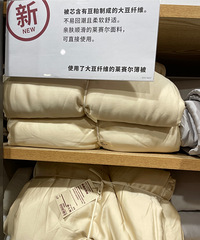 新
NEW
被芯含有豆粕制成的大豆纤维。
不易回潮且柔软舒适。
亲肤顺滑的莱赛尔面料,
可直接使用。
使用了大豆纤维的莱赛尔薄被